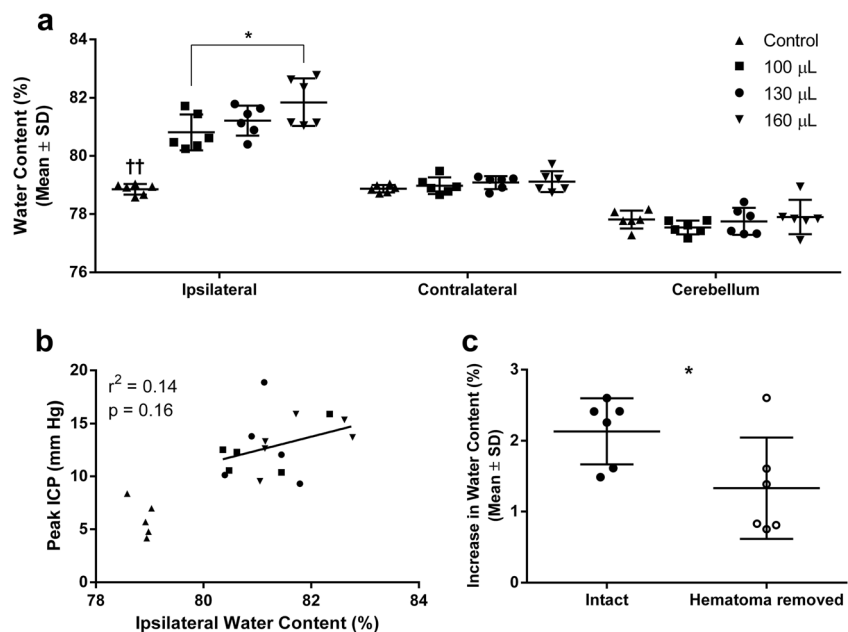 a
Water Content (%)
(Mean ± SD)
84
82
80
78
76
††
*
Control
100 μL
130 μL
160 μL
Ipsilateral
Contralateral
Cerebellum
b
Peak ICP (mm Hg)
20
15
10
5
0
r² = 0.14
p = 0.16
78
80
82
84
Ipsilateral Water Content (%)
c
Increase in Water Content (%)
(Mean ± SD)
3
2
1
0
*
Intact
Hematoma removed